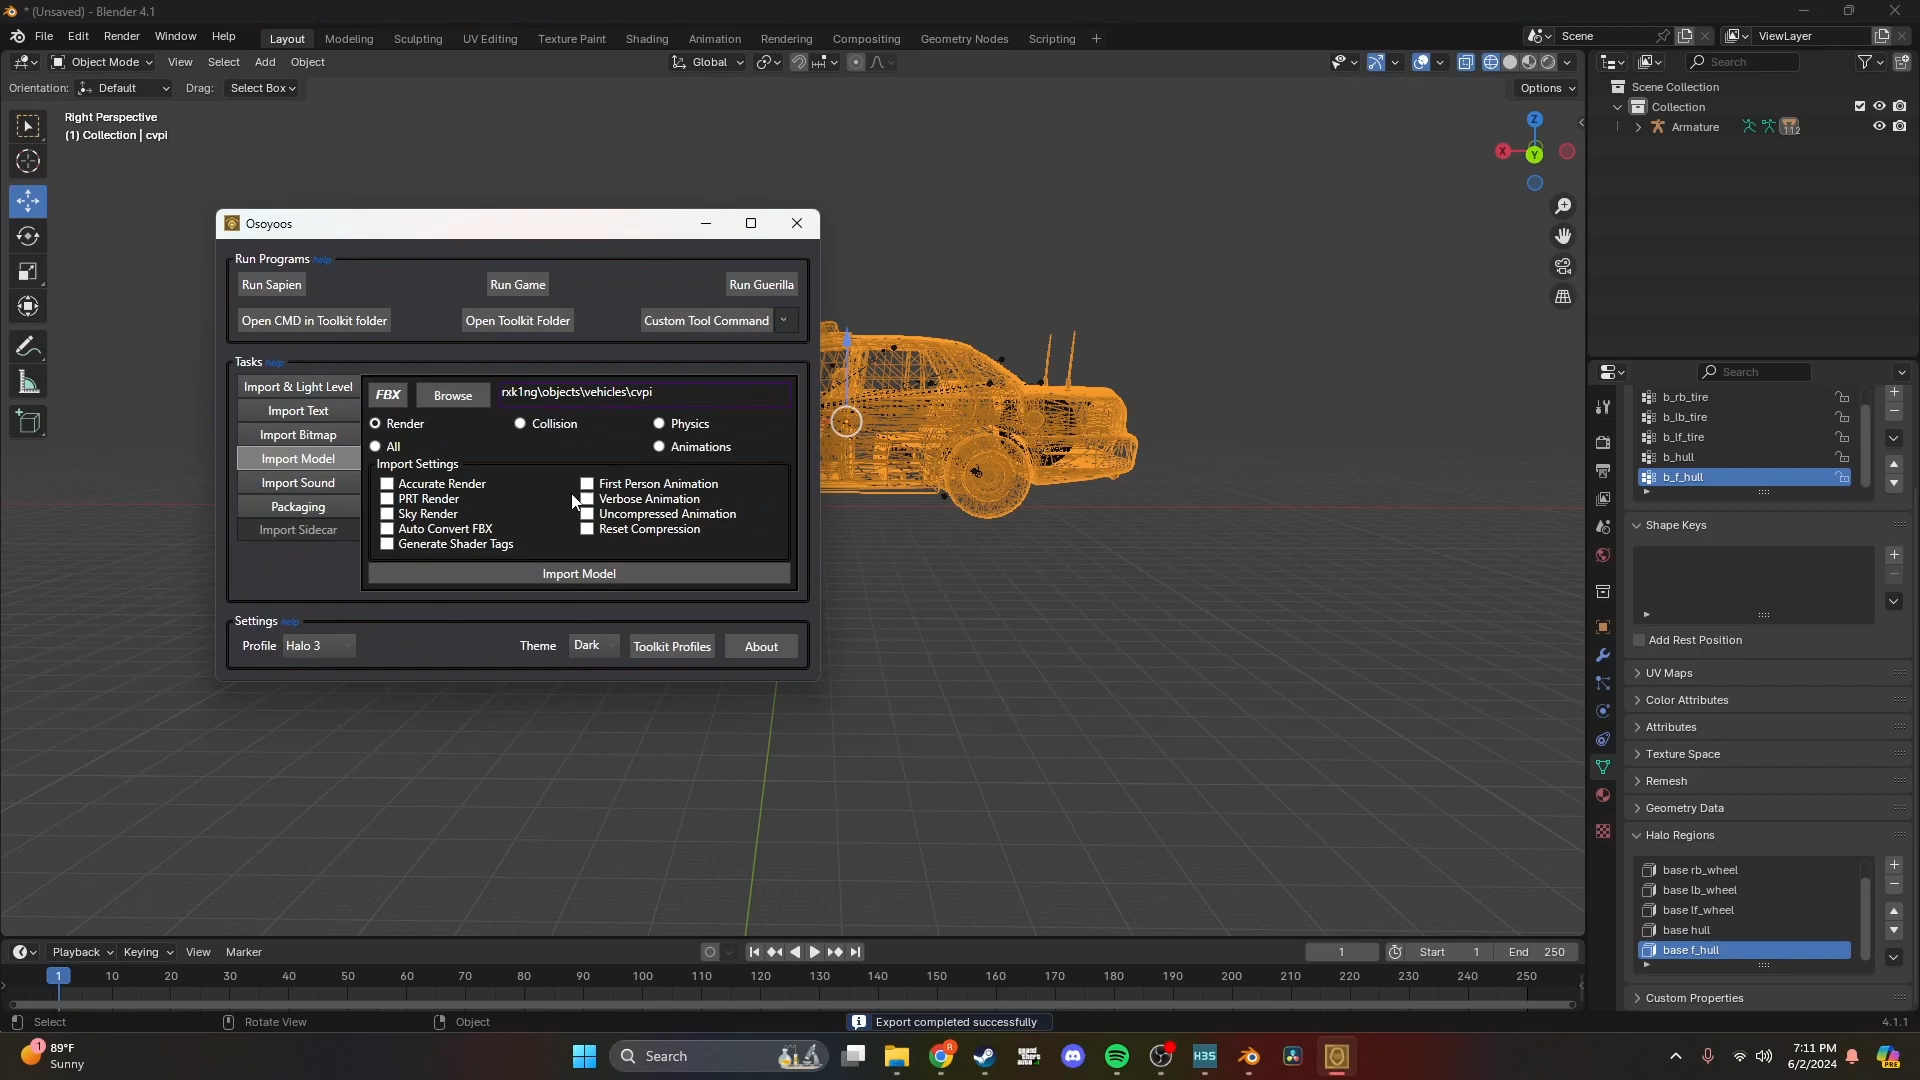 * (Unsaved) - Blender 4.1
File Edit Render Window Help Layout Modeling Sculpting UV Editing Texture Paint Shading Animation Rendering Compositing Geometry Nodes Scripting + Scene ViewLayer
Object Mode View Select Add Object Global Search
Orientation: Default Drag: Select Box Options
Right Perspective
(1) Collection | cvpi
Scene Collection
Collection
Armature 112
Z
X Y
Osoyoos
Run Programs help
Run Sapien Run Game Run Guerilla
Open CMD in Toolkit folder Open Toolkit Folder Custom Tool Command
Tasks help
Import & Light Level
Import Text
Import Bitmap
Import Model
Import Sound
Packaging
Import Sidecar
FBX Browse rxk1ng\objects\vehicles\cvpi
Render Collision Physics
All Animations
Import Settings
Accurate Render First Person Animation
PRT Render Verbose Animation
Sky Render Uncompressed Animation
Auto Convert FBX Reset Compression
Generate Shader Tags
Import Model
Settings help
Profile Halo 3 Theme Dark Toolkit Profiles About
Search
b_rb_tire
b_lb_tire
b_lf_tire
b_hull
b_f_hull
Shape Keys
Add Rest Position
UV Maps
Color Attributes
Attributes
Texture Space
Remesh
Geometry Data
Halo Regions
base rb_wheel
base lb_wheel
base lf_wheel
base hull
base f_hull
Custom Properties
Playback Keying View Marker 1 Start 1 End 250
1 10 20 30 40 50 60 70 80 90 100 110 120 130 140 150 160 170 180 190 200 210 220 230 240 250
Select Rotate View Object Export completed successfully 4.1.1
1 89°F
Sunny
Search
R
H3S
7:11 PM
6/2/2024
PRE